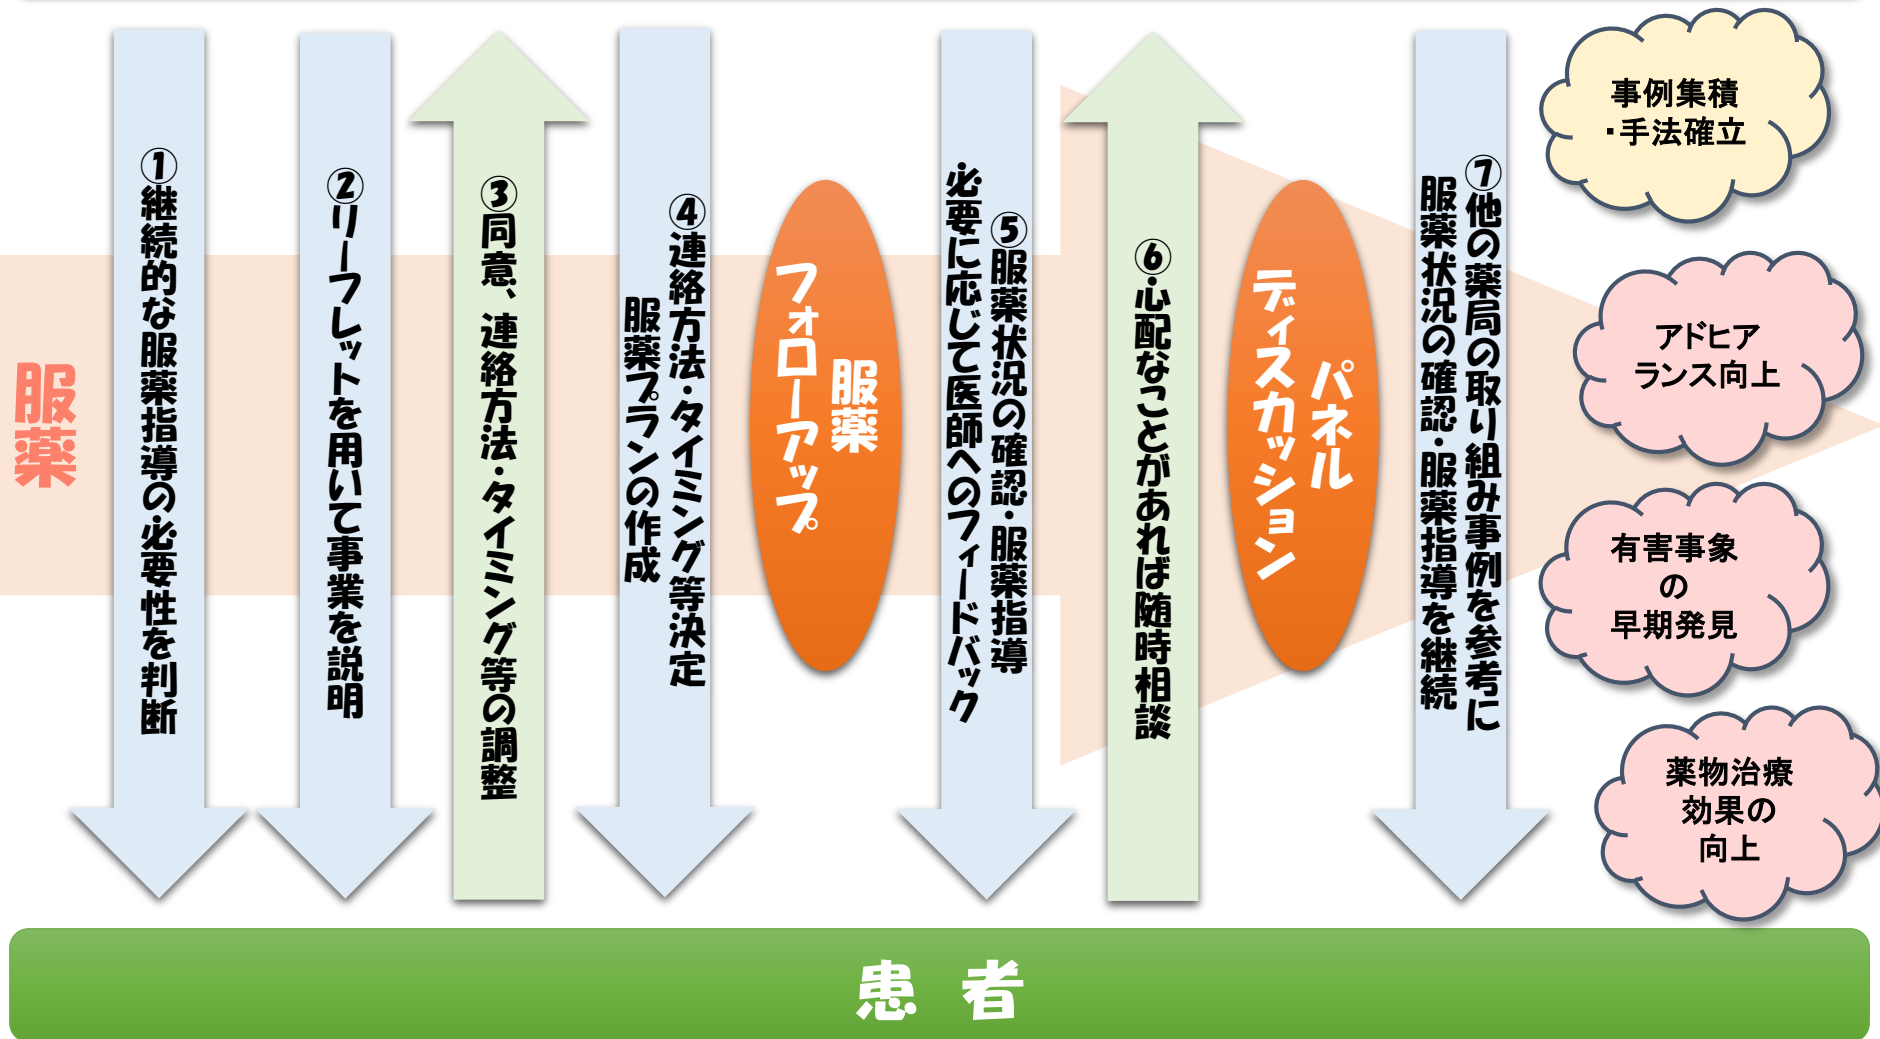 服薬
①継続的な服薬指導の必要性を判断
②リーフレットを用いて事業を説明
③同意、連絡方法・タイミング等の調整
④連絡方法・タイミング等決定
服薬プランの作成
服薬
フォローアップ
⑤服薬状況の確認・服薬指導
必要に応じて医師へのフィードバック
⑥心配なことがあれば随時相談
パネル
ディスカッション
⑦他の薬局の取り組み事例を参考に
服薬状況の確認・服薬指導を継続
事例集積
・手法確立
アドヒア
ランス向上
有害事象
の
早期発見
薬物治療
効果の
向上
患 者